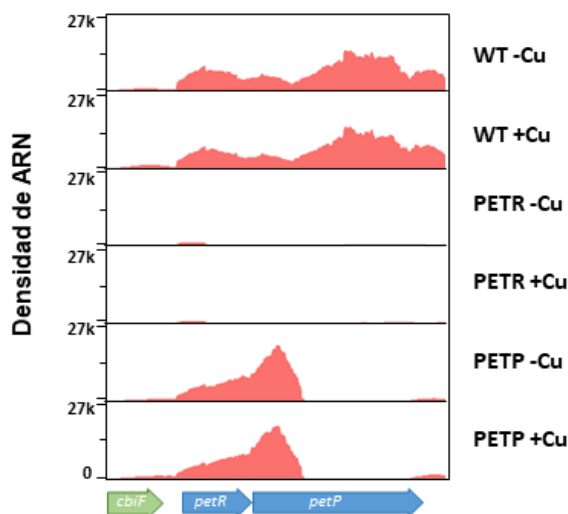 27k
WT -Cu
27k
WT +Cu
27k
PETR -Cu
27k
PETR +Cu
27k
PETP -Cu
27k
PETP +Cu
0
Densidad de ARN
cbiF petR petP